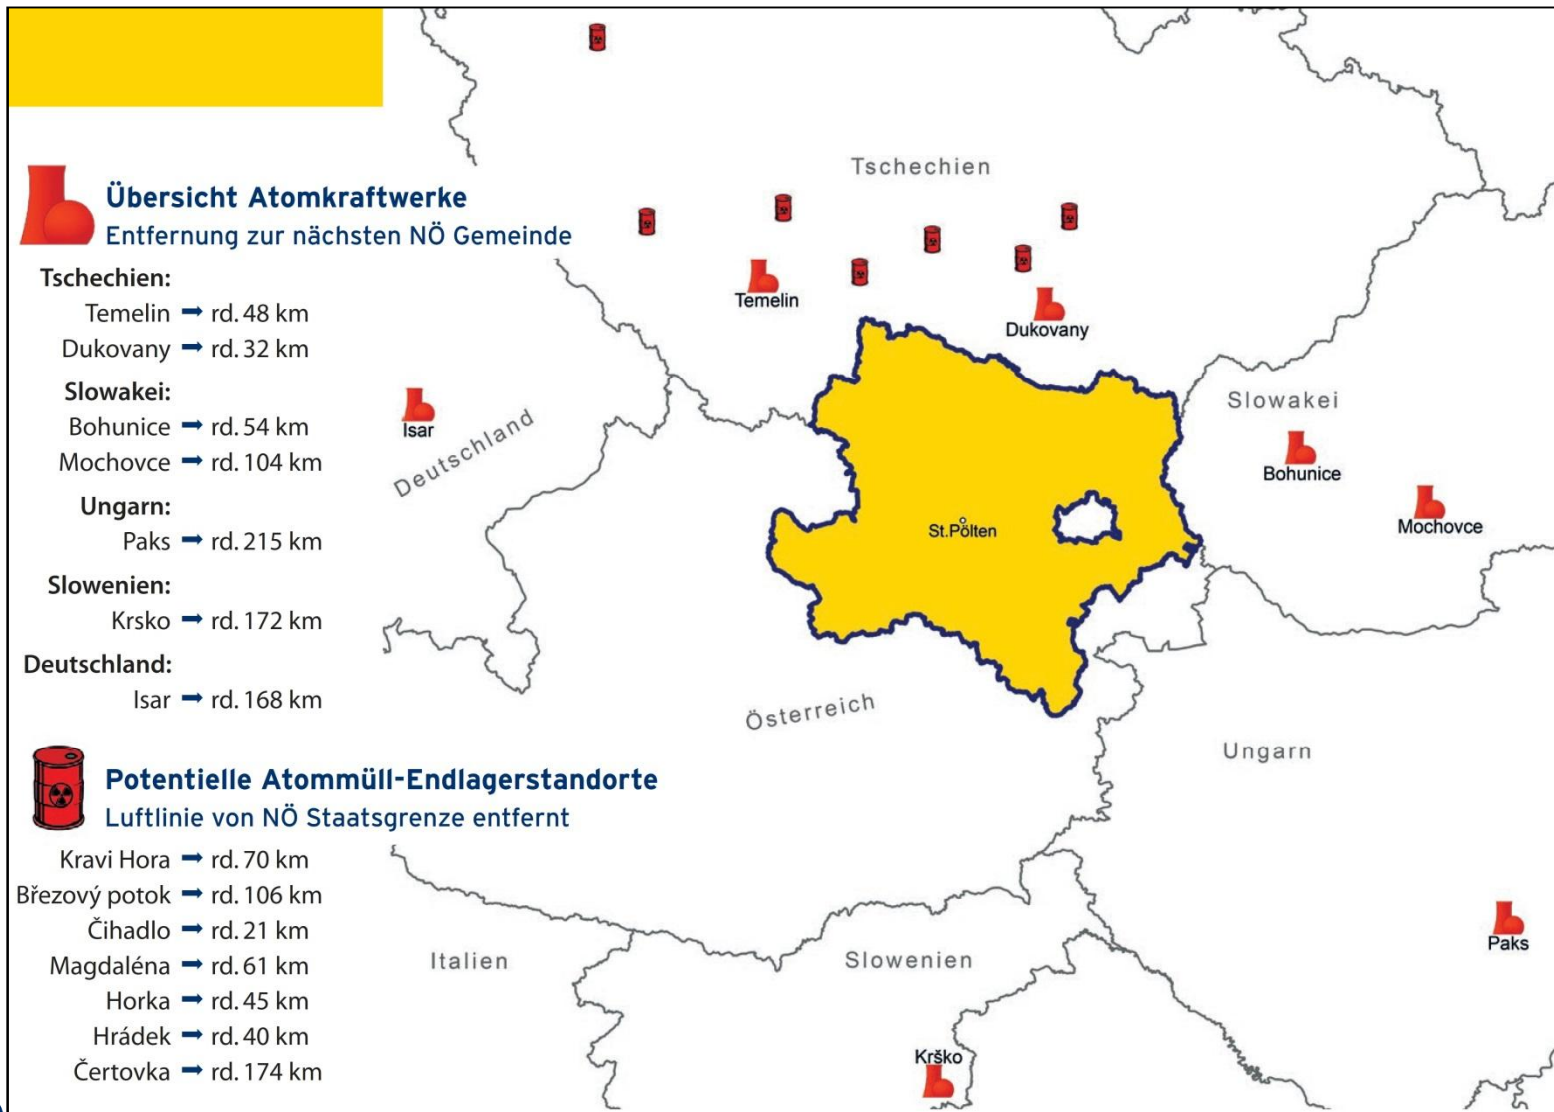 Übersicht Atomkraftwerke
Entfernung zur nächsten NÖ Gemeinde
Tschechien:
Temelin ➞ rd. 48 km
Dukovany ➞ rd. 32 km
Slowakei:
Bohunice ➞ rd. 54 km
Mochovce ➞ rd. 104 km
Ungarn:
Paks ➞ rd. 215 km
Slowenien:
Krsko ➞ rd. 172 km
Deutschland:
Isar ➞ rd. 168 km
Potentielle Atommüll-Endlagerstandorte
Luftlinie von NÖ Staatsgrenze entfernt
Kravi Hora ➞ rd. 70 km
Březový potok ➞ rd. 106 km
Čihadlo ➞ rd. 21 km
Magdaléna ➞ rd. 61 km
Horka ➞ rd. 45 km
Hrádek ➞ rd. 40 km
Čertovka ➞ rd. 174 km
Tschechien
Temelin
Dukovany
Slowakei
Isar
Deutschland
Bohunice
Mochovce
St.Pölten
Österreich
Ungarn
Paks
Italien
Slowenien
Krško